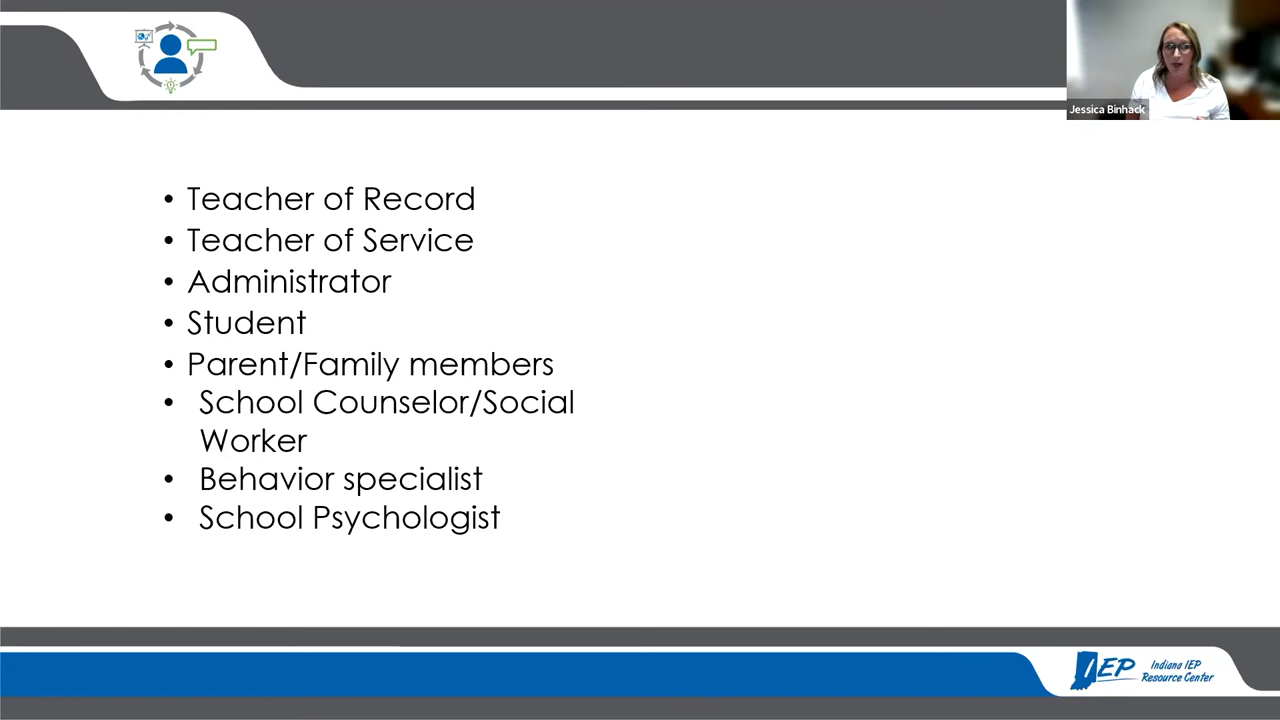 Jessica Binhack
• Teacher of Record
• Teacher of Service
• Administrator
• Student
• Parent/Family members
• School Counselor/Social
Worker
• Behavior specialist
• School Psychologist
IEP
Indiana IEP
Resource Center